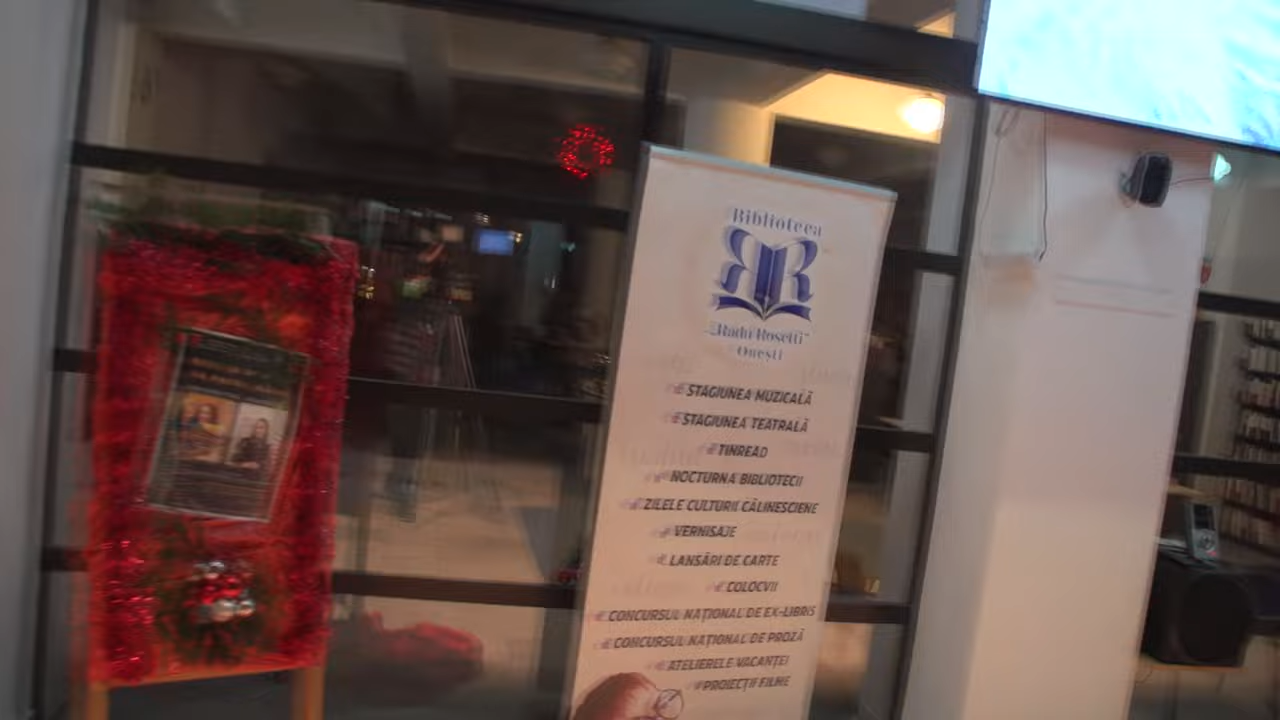 Biblioteca
„Radu Rosetti”
Onești
# STAGIUNEA MUZICALĂ
# STAGIUNEA TEATRALĂ
# TINREAD
# NOCTURNA BIBLIOTECII
# ZILELE CULTURII CĂLINESCIENE
# VERNISAJE
# LANSĂRI DE CARTE
# COLOCVII
# CONCURSUL NAȚIONAL DE EX-LIBRIS
# CONCURSUL NAȚIONAL DE PROZĂ
# ATELIERELE VACANȚEI
# PROIECȚII FILME